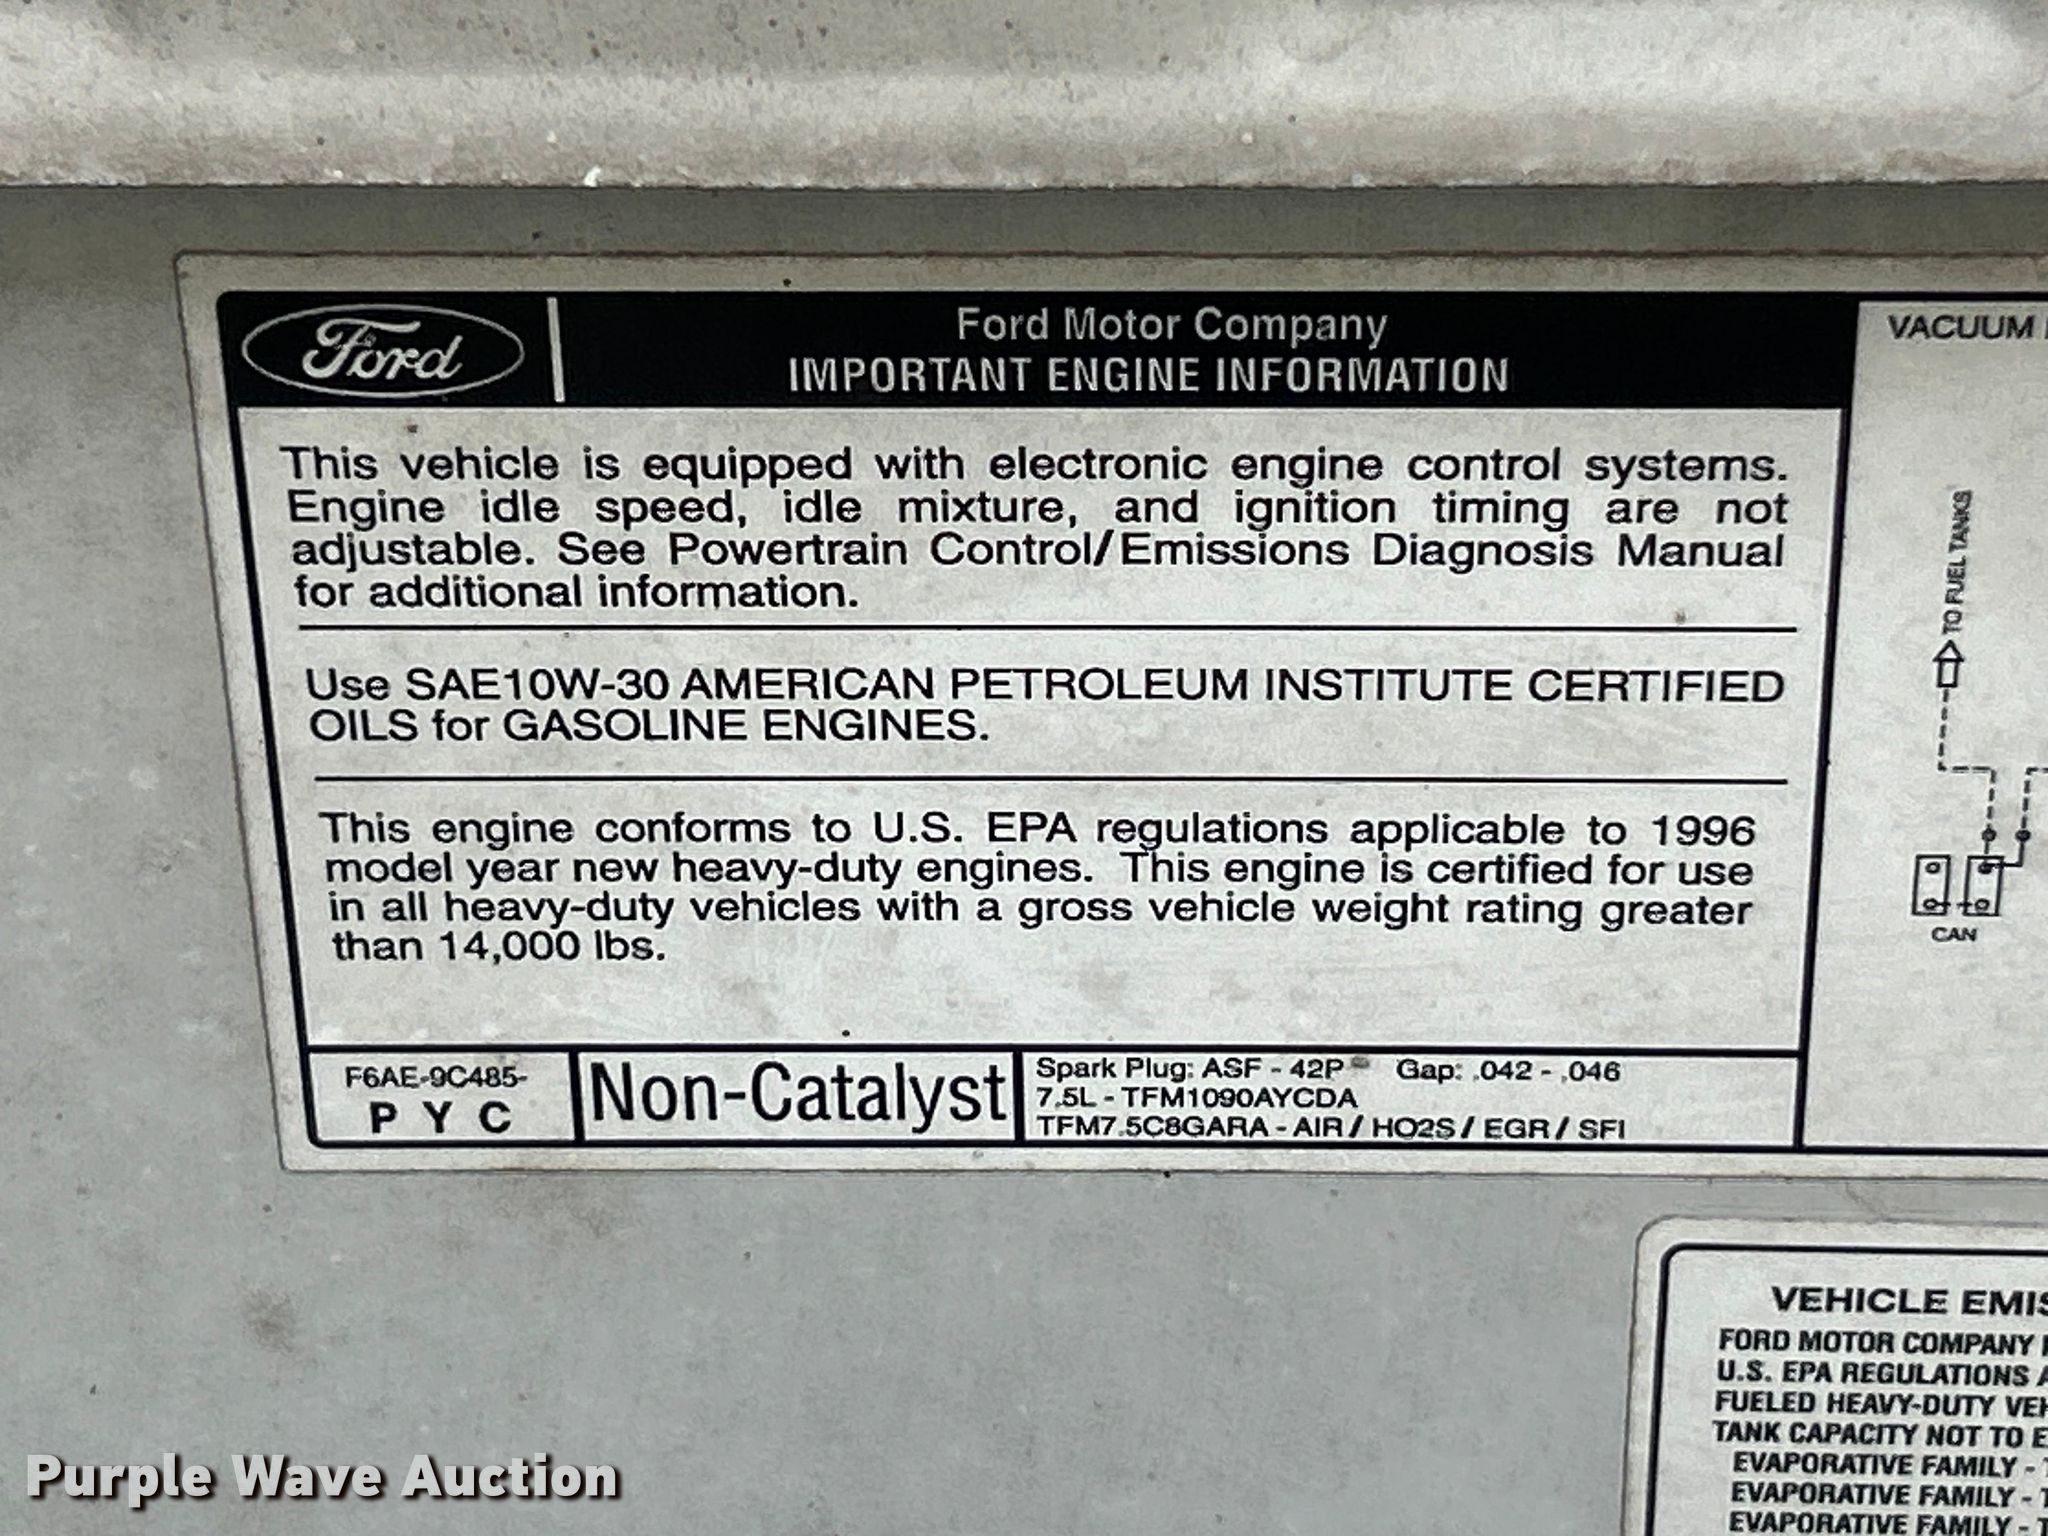 Ford
Ford Motor Company
IMPORTANT ENGINE INFORMATION
This vehicle is equipped with electronic engine control systems.
Engine idle speed, idle mixture, and ignition timing are not
adjustable. See Powertrain Control/Emissions Diagnosis Manual
for additional information.
Use SAE10W-30 AMERICAN PETROLEUM INSTITUTE CERTIFIED
OILS for GASOLINE ENGINES.
This engine conforms to U.S. EPA regulations applicable to 1996
model year new heavy-duty engines. This engine is certified for use
in all heavy-duty vehicles with a gross vehicle weight rating greater
than 14,000 lbs.
F6AE-9C485-
P Y C
Non-Catalyst
Spark Plug: ASF - 42P Gap: .042 - .046
7.5L - TFM1090AYCDA
TFM7.5C8GARA - AIR / HO2S / EGR / SFI
VACUUM
TO FUEL TANKS
CAN
VEHICLE EMIS
FORD MOTOR COMPANY
U.S. EPA REGULATIONS A
FUELED HEAVY-DUTY VEH
TANK CAPACITY NOT TO E
EVAPORATIVE FAMILY - T
EVAPORATIVE FAMILY - T
EVAPORATIVE FAMILY - T
Purple Wave Auction